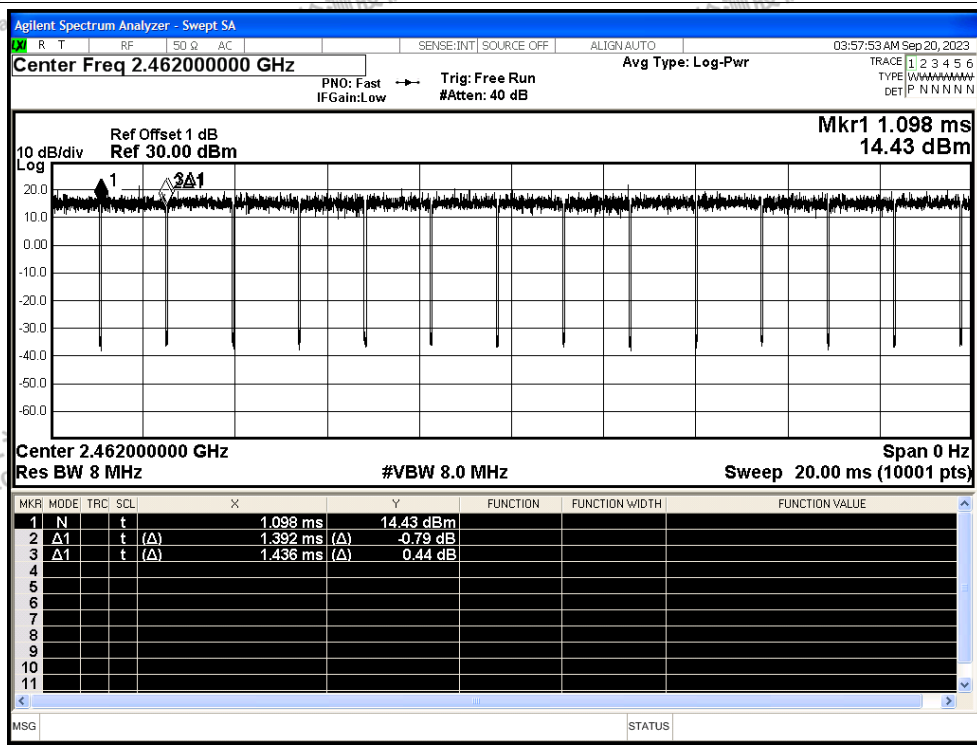 Agilent Spectrum Analyzer - Swept SA
LXI R T RF 50 Ω AC SENSE:INT SOURCE OFF ALIGN AUTO 03:57:53 AM Sep 20, 2023
Center Freq 2.462000000 GHz
PNO: Fast
IFGain:Low
Trig: Free Run
#Atten: 40 dB
Avg Type: Log-Pwr
TRACE 1 2 3 4 5 6
TYPE WWWWWW
DET P N N N N N
Mkr1 1.098 ms
14.43 dBm
Ref Offset 1 dB
10 dB/div Ref 30.00 dBm
Log
1
3Δ1
20.0
10.0
0.00
-10.0
-20.0
-30.0
-40.0
-50.0
-60.0
Center 2.462000000 GHz Span 0 Hz
Res BW 8 MHz #VBW 8.0 MHz Sweep 20.00 ms (10001 pts)
MKR MODE TRC SCL X Y FUNCTION FUNCTION WIDTH FUNCTION VALUE
1 N t 1.098 ms 14.43 dBm
2 Δ1 t (Δ) 1.392 ms (Δ) -0.79 dB
3 Δ1 t (Δ) 1.436 ms (Δ) 0.44 dB
4
5
6
7
8
9
10
11
MSG STATUS